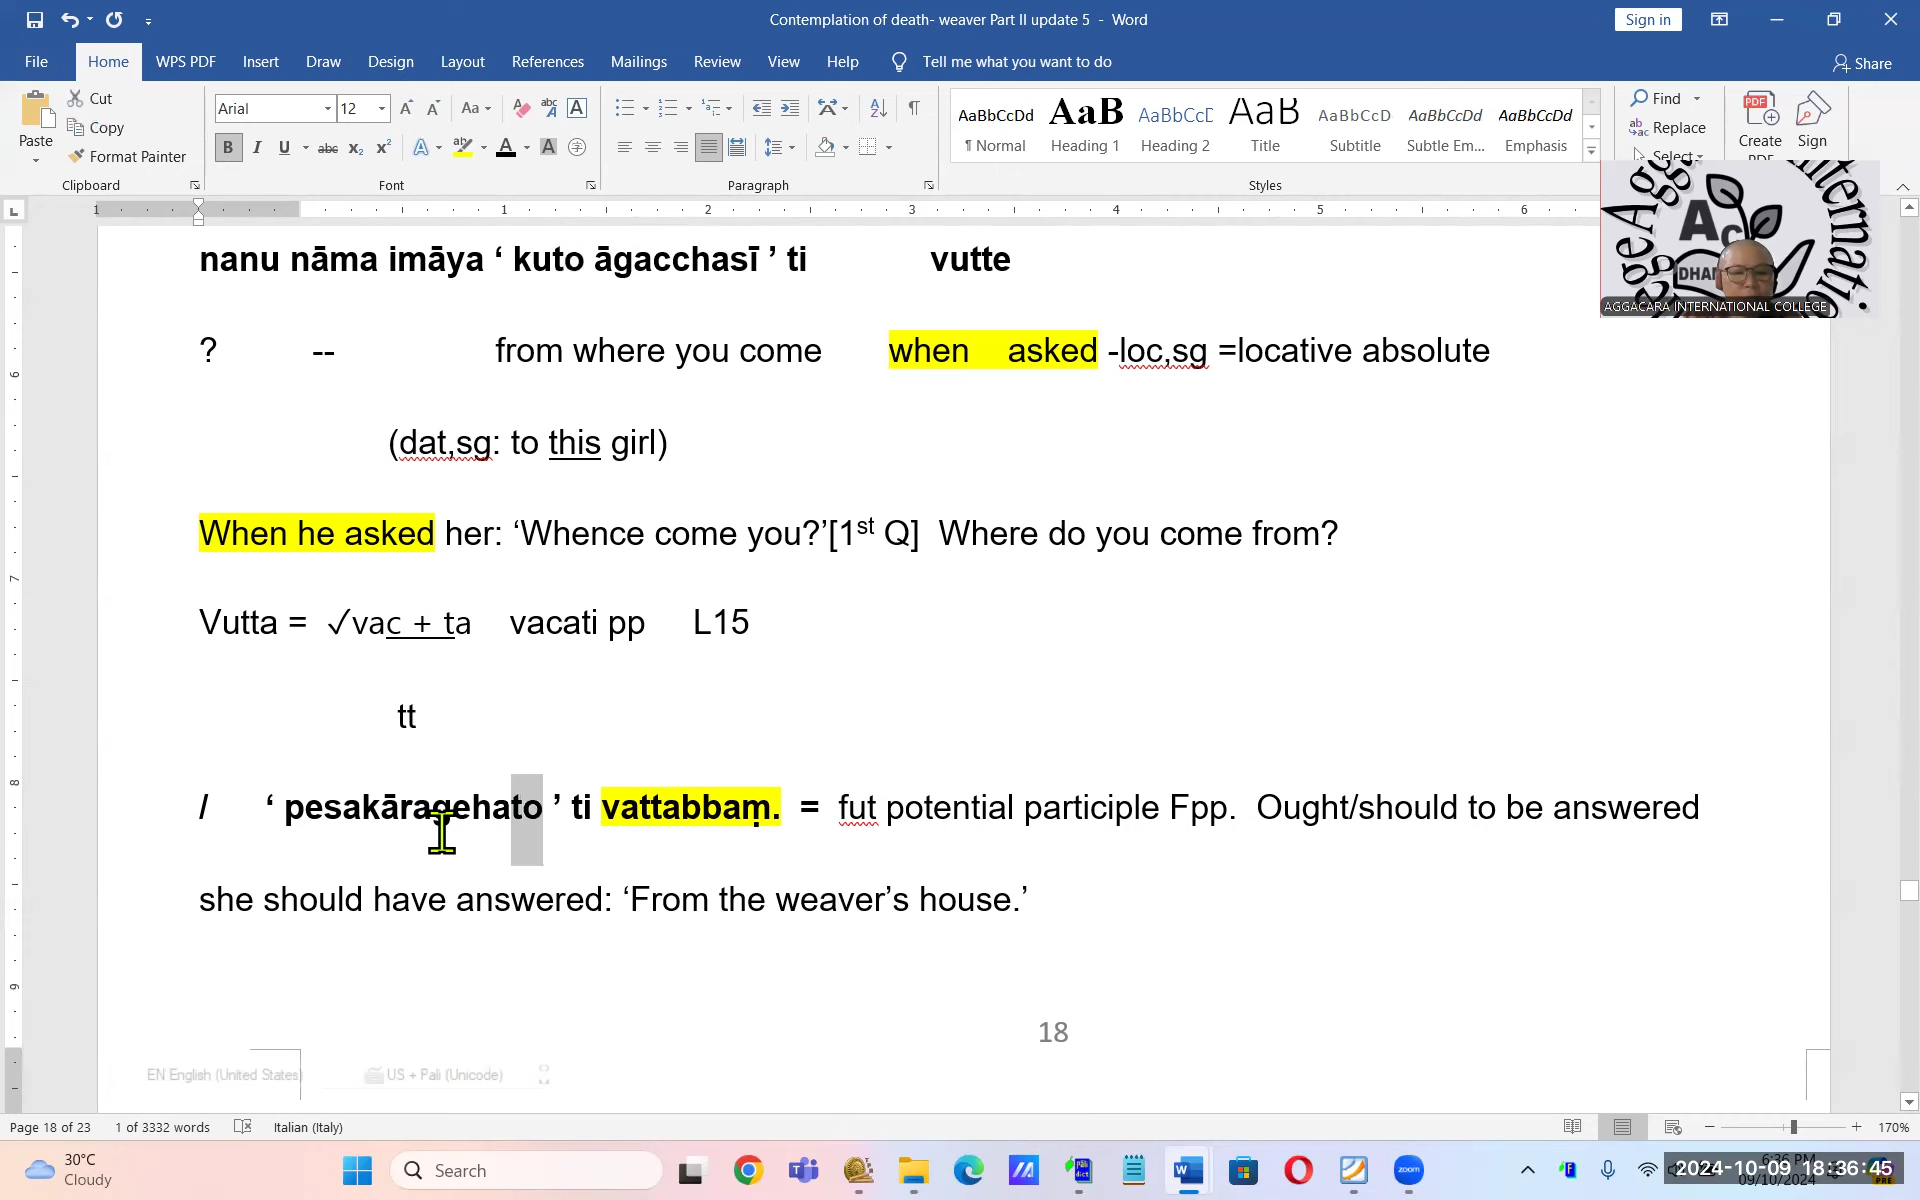 Contemplation of death- weaver Part II update 5 - Word
Sign in
File Home WPS PDF Insert Draw Design Layout References Mailings Review View Help Tell me what you want to do Share
Paste
Cut
Copy
Format Painter
Clipboard
Arial 12
Font
Paragraph
AaBbCcDd AaB AaBbCcC AaB AaBbCcD AaBbCcDd AaBbCcDd
¶ Normal Heading 1 Heading 2 Title Subtitle Subtle Em... Emphasis
Styles
Find
Replace
Select
Create
Sign
AGGACARA INTERNATIONAL COLLEGE
nanu nāma imāya ‘ kuto āgacchasī ’ ti vutte
? -- from where you come when asked -loc,sg =locative absolute
(dat,sg: to this girl)
When he asked her: ‘Whence come you?’[1st Q] Where do you come from?
Vutta = √vac + ta vacati pp L15
tt
/ ‘ pesakāragehato ’ ti vattabbaṃ. = fut potential participle Fpp. Ought/should to be answered
she should have answered: ‘From the weaver’s house.’
18
EN English (United States) US + Pali (Unicode)
Page 18 of 23 1 of 3332 words Italian (Italy) 170%
30°C
Cloudy
Search
2024-10-09 18:36:45